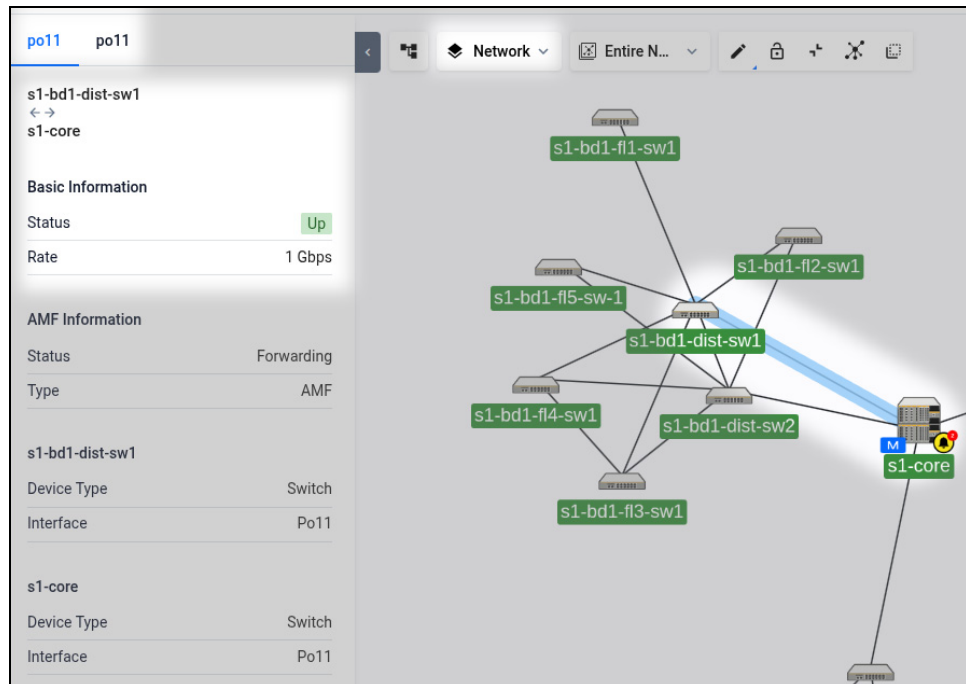 po11 po11
Network
Entire N...
s1-bd1-dist-sw1
s1-core
Basic Information
Status Up
Rate 1 Gbps
AMF Information
Status Forwarding
Type AMF
s1-bd1-dist-sw1
Device Type Switch
Interface Po11
s1-core
Device Type Switch
Interface Po11
s1-bd1-fl1-sw1
s1-bd1-fl2-sw1
s1-bd1-fl5-sw-1
s1-bd1-dist-sw1
s1-bd1-fl4-sw1
s1-bd1-dist-sw2
M
s1-core
s1-bd1-fl3-sw1